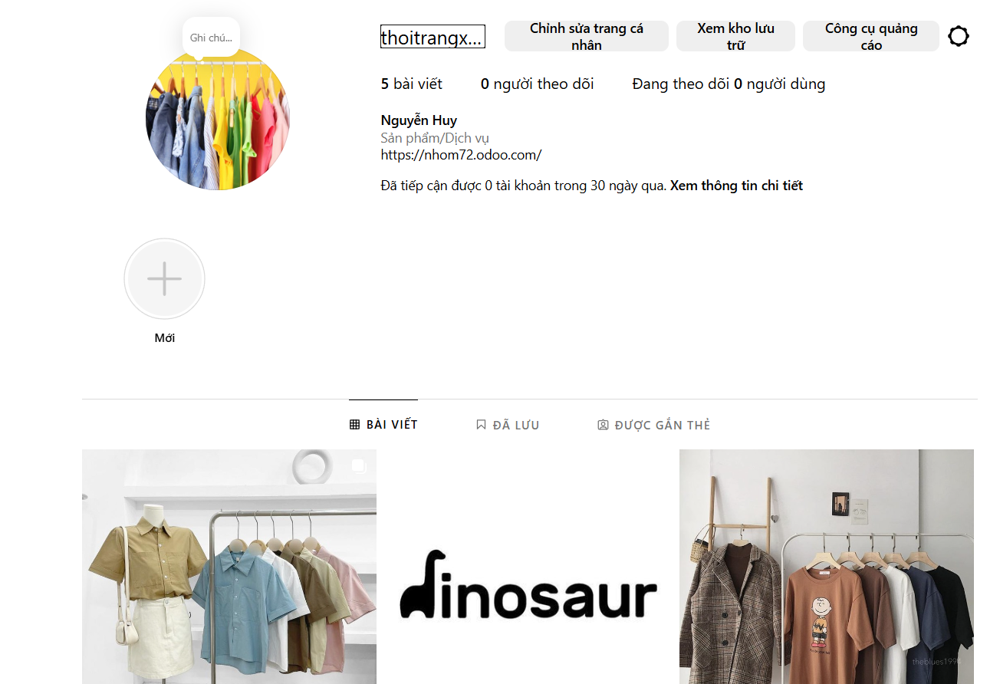 Ghi chú...
thoitrangx...
Chỉnh sửa trang cá
nhân
Xem kho lưu
trữ
Công cụ quảng
cáo
5 bài viết
0 người theo dõi
Đang theo dõi 0 người dùng
Nguyễn Huy
Sản phẩm/Dịch vụ
https://nhom72.odoo.com/
Đã tiếp cận được 0 tài khoản trong 30 ngày qua. Xem thông tin chi tiết
Mới
BÀI VIẾT
ĐÃ LƯU
ĐƯỢC GẮN THẺ
dinosaur
theblues1994